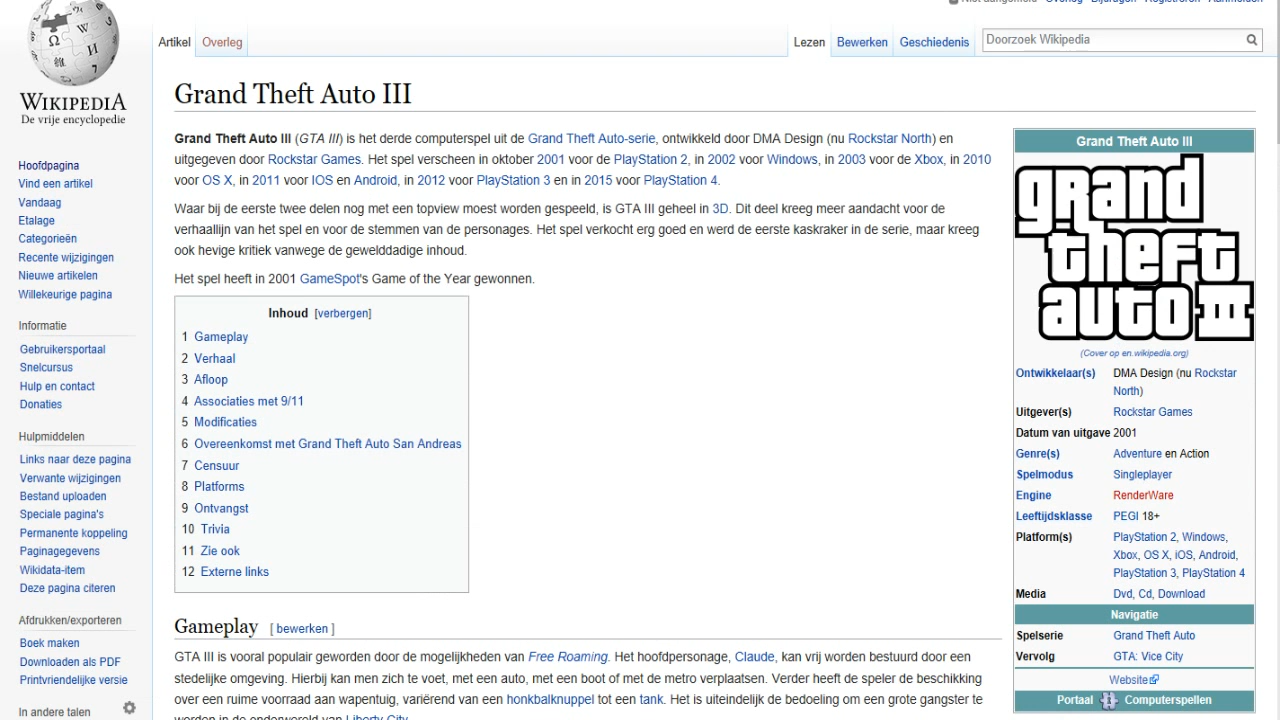 Overleg Bijdragen Registreren Aanmelden
Artikel Overleg Lezen Bewerken Geschiedenis Doorzoek Wikipedia
WIKIPEDIA
De vrije encyclopedie
Hoofdpagina
Vind een artikel
Vandaag
Etalage
Categorieën
Recente wijzigingen
Nieuwe artikelen
Willekeurige pagina
Informatie
Gebruikersportaal
Snelcursus
Hulp en contact
Donaties
Hulpmiddelen
Links naar deze pagina
Verwante wijzigingen
Bestand uploaden
Speciale pagina's
Permanente koppeling
Paginagegevens
Wikidata-item
Deze pagina citeren
Afdrukken/exporteren
Boek maken
Downloaden als PDF
Printvriendelijke versie
In andere talen
Grand Theft Auto III
Grand Theft Auto III (GTA III) is het derde computerspel uit de Grand Theft Auto-serie, ontwikkeld door DMA Design (nu Rockstar North) en
uitgegeven door Rockstar Games. Het spel verscheen in oktober 2001 voor de PlayStation 2, in 2002 voor Windows, in 2003 voor de Xbox, in 2010
voor OS X, in 2011 voor IOS en Android, in 2012 voor PlayStation 3 en in 2015 voor PlayStation 4.
Waar bij de eerste twee delen nog met een topview moest worden gespeeld, is GTA III geheel in 3D. Dit deel kreeg meer aandacht voor de
verhaallijn van het spel en voor de stemmen van de personages. Het spel verkocht erg goed en werd de eerste kaskraker in de serie, maar kreeg
ook hevige kritiek vanwege de gewelddadige inhoud.
Het spel heeft in 2001 GameSpot's Game of the Year gewonnen.
Inhoud [verbergen]
1 Gameplay
2 Verhaal
3 Afloop
4 Associaties met 9/11
5 Modificaties
6 Overeenkomst met Grand Theft Auto San Andreas
7 Censuur
8 Platforms
9 Ontvangst
10 Trivia
11 Zie ook
12 Externe links
Gameplay [ bewerken ]
GTA III is vooral populair geworden door de mogelijkheden van Free Roaming. Het hoofdpersonage, Claude, kan vrij worden bestuurd door een
stedelijke omgeving. Hierbij kan men zich te voet, met een auto, met een boot of met de metro verplaatsen. Verder heeft de speler de beschikking
over een ruime voorraad aan wapentuig, variërend van een honkbalknuppel tot een tank. Het is uiteindelijk de bedoeling om een grote gangster te
worden in de onderwereld van Liberty City.
Grand Theft Auto III
grand
theft
auto III
(Cover op en.wikipedia.org)
Ontwikkelaar(s) DMA Design (nu Rockstar
North)
Uitgever(s) Rockstar Games
Datum van uitgave 2001
Genre(s) Adventure en Action
Spelmodus Singleplayer
Engine RenderWare
Leeftijdsklasse PEGI 18+
Platform(s) PlayStation 2, Windows,
Xbox, OS X, iOS, Android,
PlayStation 3, PlayStation 4
Media Dvd, Cd, Download
Navigatie
Spelserie Grand Theft Auto
Vervolg GTA: Vice City
Website
Portaal Computerspellen